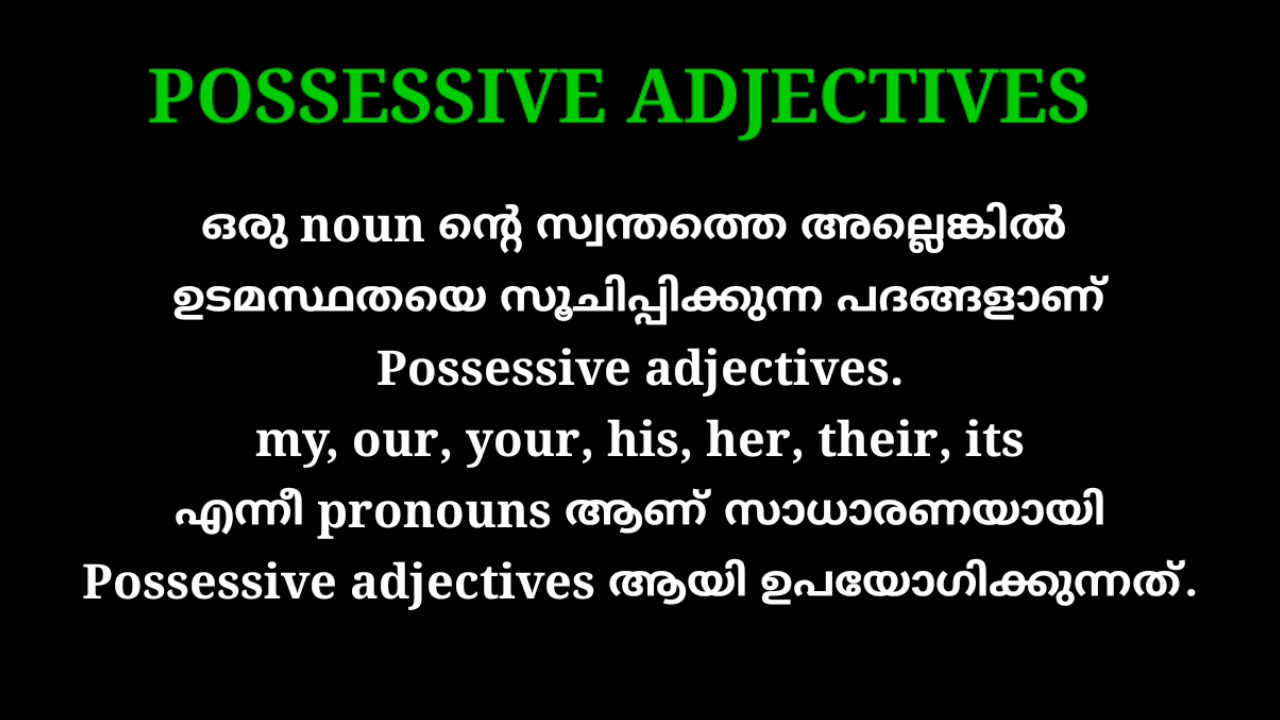 POSSESSIVE ADJECTIVES
ഒരു noun ന്റെ സ്വന്തത്തെ അല്ലെങ്കിൽ
ഉടമസ്ഥതയെ സൂചിപ്പിക്കുന്ന പദങ്ങളാണ്
Possessive adjectives.
my, our, your, his, her, their, its
എന്നീ pronouns ആണ് സാധാരണയായി
Possessive adjectives ആയി ഉപയോഗിക്കുന്നത്.